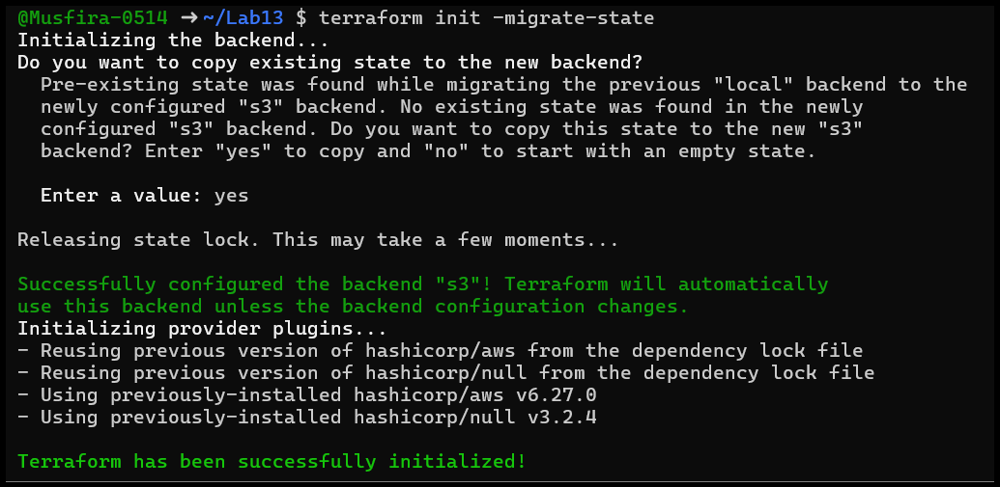 @Musfira-0514 → ~/Lab13 $ terraform init -migrate-state
Initializing the backend...
Do you want to copy existing state to the new backend?
  Pre-existing state was found while migrating the previous "local" backend to the
  newly configured "s3" backend. No existing state was found in the newly
  configured "s3" backend. Do you want to copy this state to the new "s3"
  backend? Enter "yes" to copy and "no" to start with an empty state.

  Enter a value: yes

Releasing state lock. This may take a few moments...

Successfully configured the backend "s3"! Terraform will automatically
use this backend unless the backend configuration changes.
Initializing provider plugins...
- Reusing previous version of hashicorp/aws from the dependency lock file
- Reusing previous version of hashicorp/null from the dependency lock file
- Using previously-installed hashicorp/aws v6.27.0
- Using previously-installed hashicorp/null v3.2.4

Terraform has been successfully initialized!